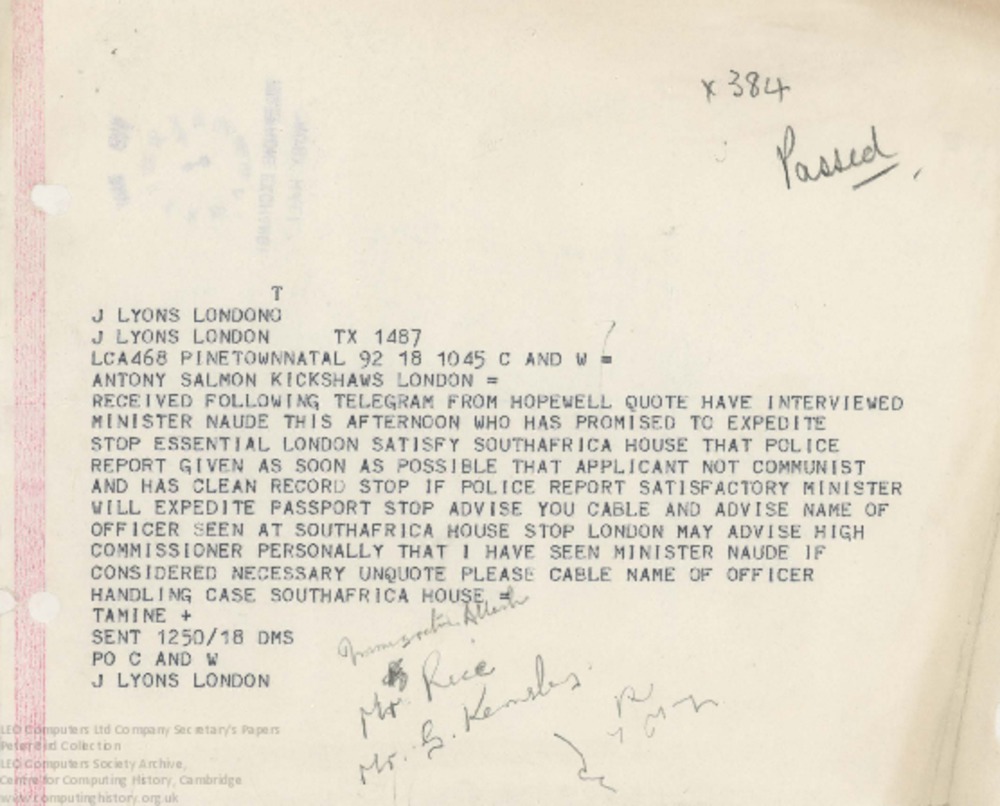 x 384
Passed
T
J LYONS LONDONO
J LYONS LONDON TX 1487
LCA468 PINETOWNNATAL 92 18 1045 C AND W =
ANTONY SALMON KICKSHAWS LONDON =
RECEIVED FOLLOWING TELEGRAM FROM HOPEWELL QUOTE HAVE INTERVIEWED
MINISTER NAUDE THIS AFTERNOON WHO HAS PROMISED TO EXPEDITE
STOP ESSENTIAL LONDON SATISFY SOUTHAFRICA HOUSE THAT POLICE
REPORT GIVEN AS SOON AS POSSIBLE THAT APPLICANT NOT COMMUNIST
AND HAS CLEAN RECORD STOP IF POLICE REPORT SATISFACTORY MINISTER
WILL EXPEDITE PASSPORT STOP ADVISE YOU CABLE AND ADVISE NAME OF
OFFICER SEEN AT SOUTHAFRICA HOUSE STOP LONDON MAY ADVISE HIGH
COMMISSIONER PERSONALLY THAT I HAVE SEEN MINISTER NAUDE IF
CONSIDERED NECESSARY UNQUOTE PLEASE CABLE NAME OF OFFICER
HANDLING CASE SOUTHAFRICA HOUSE =
TAMINE +
SENT 1250/18 DMS
PO C AND W
J LYONS LONDON
Mr Rice
Mr. G.
LEO Computers Ltd Company Secretary's Papers
Peter Bird Collection
LEO Computers Society Archive,
Centre for Computing History, Cambridge
www.computinghistory.org.uk